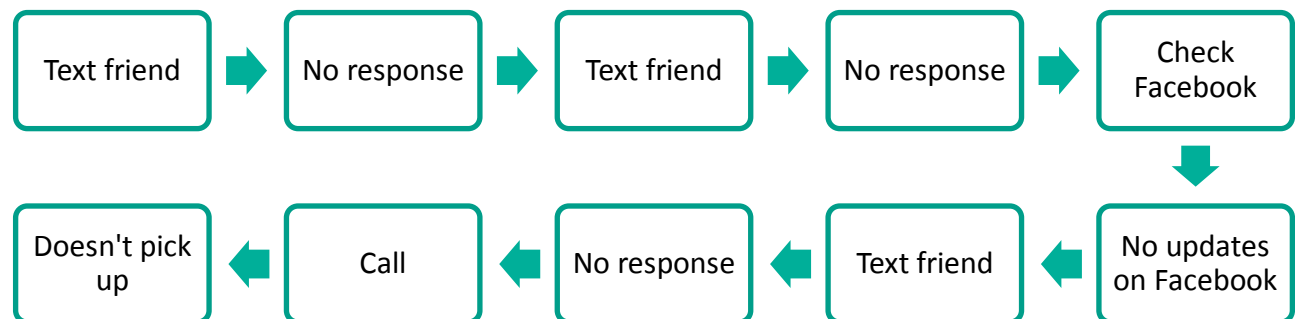 Text friend
No response
Text friend
No response
Check
Facebook
No updates
on Facebook
Text friend
No response
Call
Doesn't pick
up